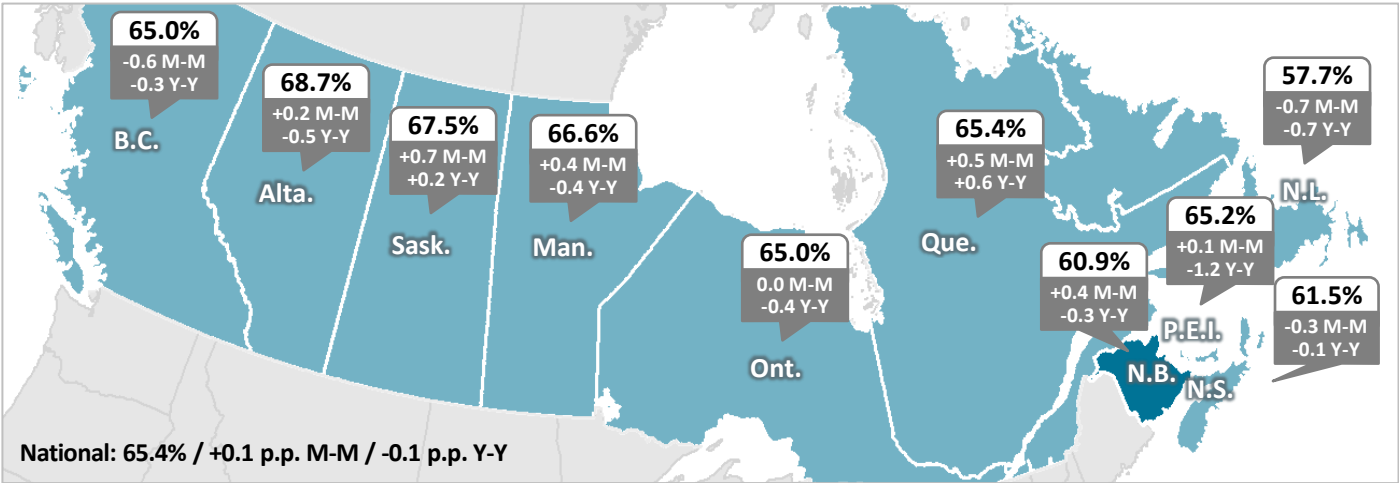 65.0%
-0.6 M-M
-0.3 Y-Y
B.C.
68.7%
+0.2 M-M
-0.5 Y-Y
Alta.
67.5%
+0.7 M-M
+0.2 Y-Y
Sask.
66.6%
+0.4 M-M
-0.4 Y-Y
Man.
65.0%
0.0 M-M
-0.4 Y-Y
Ont.
65.4%
+0.5 M-M
+0.6 Y-Y
Que.
57.7%
-0.7 M-M
-0.7 Y-Y
N.L.
65.2%
+0.1 M-M
-1.2 Y-Y
P.E.I.
60.9%
+0.4 M-M
-0.3 Y-Y
N.B.
61.5%
-0.3 M-M
-0.1 Y-Y
N.S.
National: 65.4% / +0.1 p.p. M-M / -0.1 p.p. Y-Y